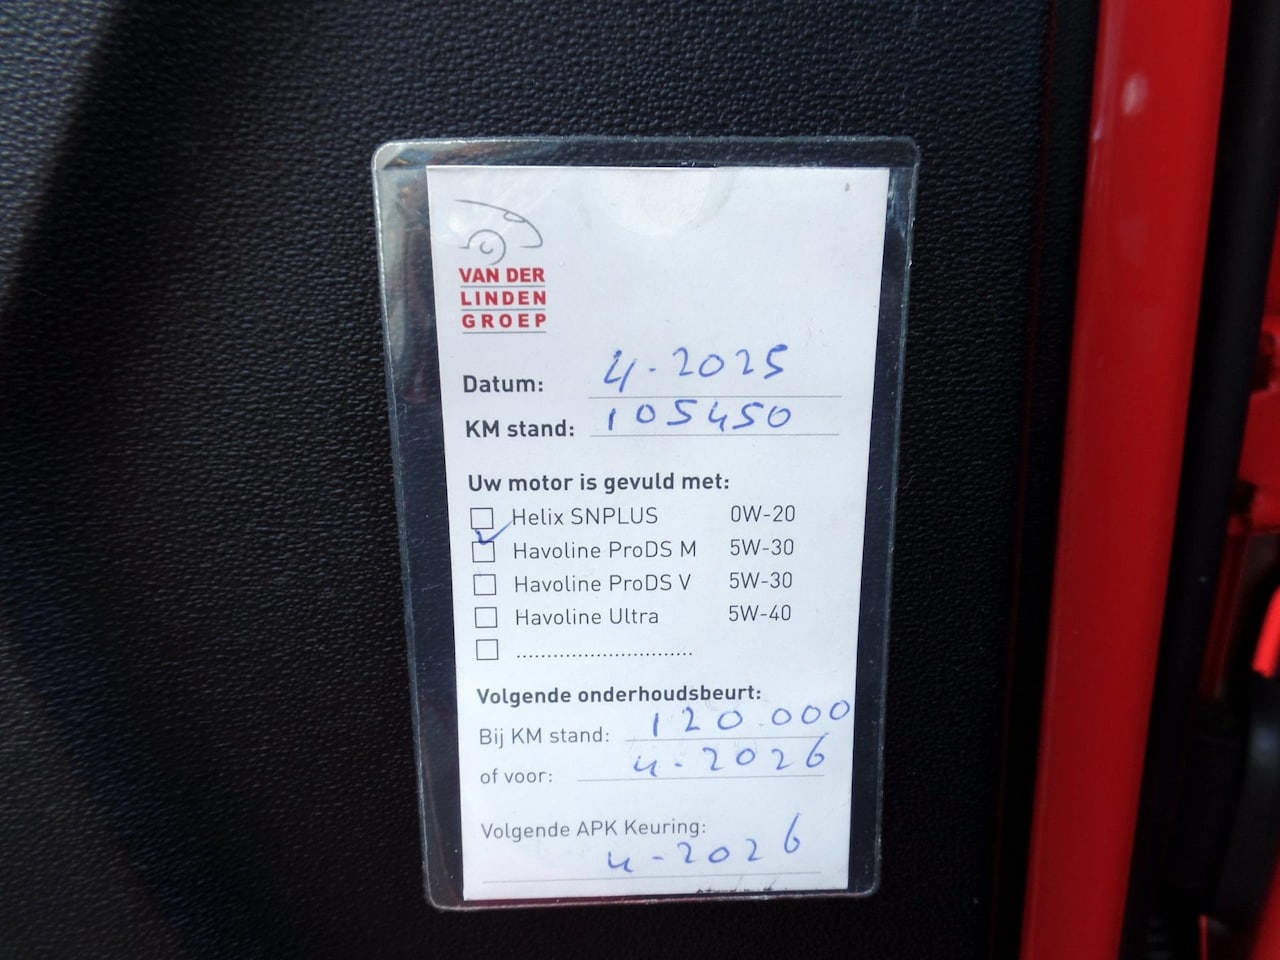 VAN DER
LINDEN
GROEP
Datum: 4-2025
KM stand: 105450
Uw motor is gevuld met:
Helix SNPLUS 0W-20
Havoline ProDS M 5W-30
Havoline ProDS V 5W-30
Havoline Ultra 5W-40
............................
Volgende onderhoudsbeurt:
Bij KM stand: 120.000
of voor: 4-2026
Volgende APK Keuring:
4-2026